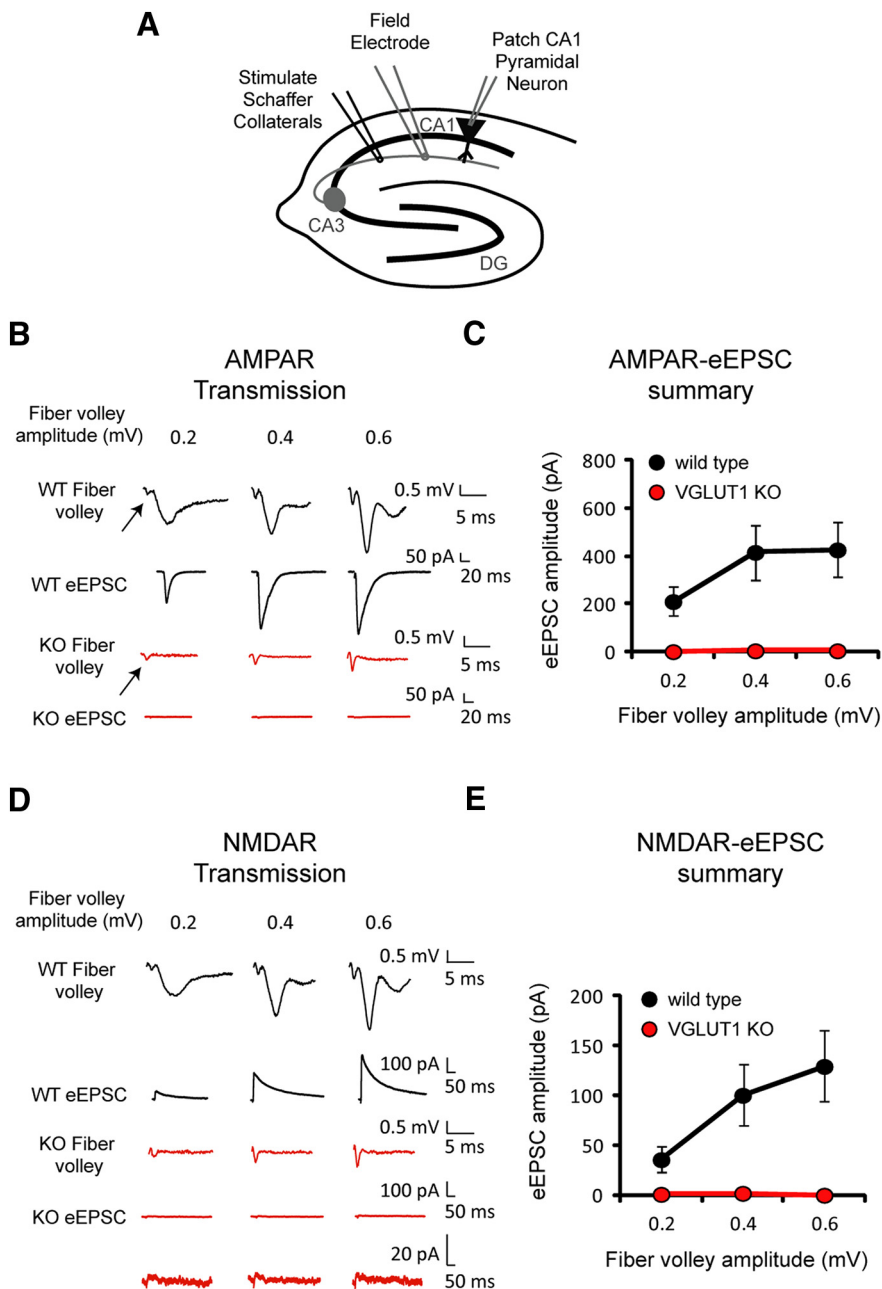 A
Field
Electrode
Patch CA1
Pyramidal
Neuron
Stimulate
Schaffer
Collaterals
CA1
CA3
DG
B
AMPAR
Transmission
Fiber volley
amplitude (mV)
0.2
0.4
0.6
WT Fiber
volley
0.5 mV
5 ms
WT eEPSC
50 pA
20 ms
KO Fiber
volley
0.5 mV
5 ms
KO eEPSC
50 pA
20 ms
C
AMPAR-eEPSC
summary
eEPSC amplitude (pA)
800
600
400
200
0
wild type
VGLUT1 KO
0.2
0.4
0.6
Fiber volley amplitude (mV)
D
NMDAR
Transmission
Fiber volley
amplitude (mV)
0.2
0.4
0.6
WT Fiber
volley
0.5 mV
5 ms
WT eEPSC
100 pA
50 ms
KO Fiber
volley
0.5 mV
5 ms
KO eEPSC
100 pA
50 ms
20 pA
50 ms
E
NMDAR-eEPSC
summary
eEPSC amplitude (pA)
200
150
100
50
0
wild type
VGLUT1 KO
0.2
0.4
0.6
Fiber volley amplitude (mV)